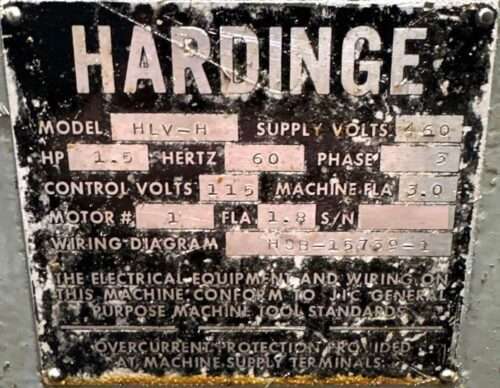 HARDINGE
MODEL HLV-H SUPPLY VOLTS 460
HP 1.5 HERTZ 60 PHASE 3
CONTROL VOLTS 115 MACHINE FLA 3.0
MOTOR # 1 FLA 1.8 S/N
WIRING DIAGRAM
THE ELECTRICAL EQUIPMENT AND WIRING ON
THIS MACHINE CONFORM TO J.I.C GENERAL
PURPOSE MACHINE TOOL STANDARDS
OVERCURRENT PROTECTION PROVIDED
AT MACHINE SUPPLY TERMINALS: